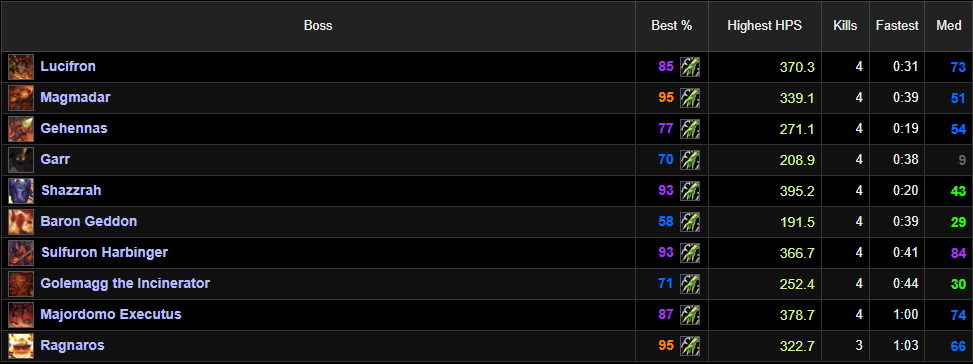 Boss Best % Highest HPS Kills Fastest Med
Lucifron 85 370.3 4 0:31 73
Magmadar 95 339.1 4 0:39 51
Gehennas 77 271.1 4 0:19 54
Garr 70 208.9 4 0:38 9
Shazzrah 93 395.2 4 0:20 43
Baron Geddon 58 191.5 4 0:39 29
Sulfuron Harbinger 93 366.7 4 0:41 84
Golemagg the Incinerator 71 252.4 4 0:44 30
Majordomo Executus 87 378.7 4 1:00 74
Ragnaros 95 322.7 3 1:03 66